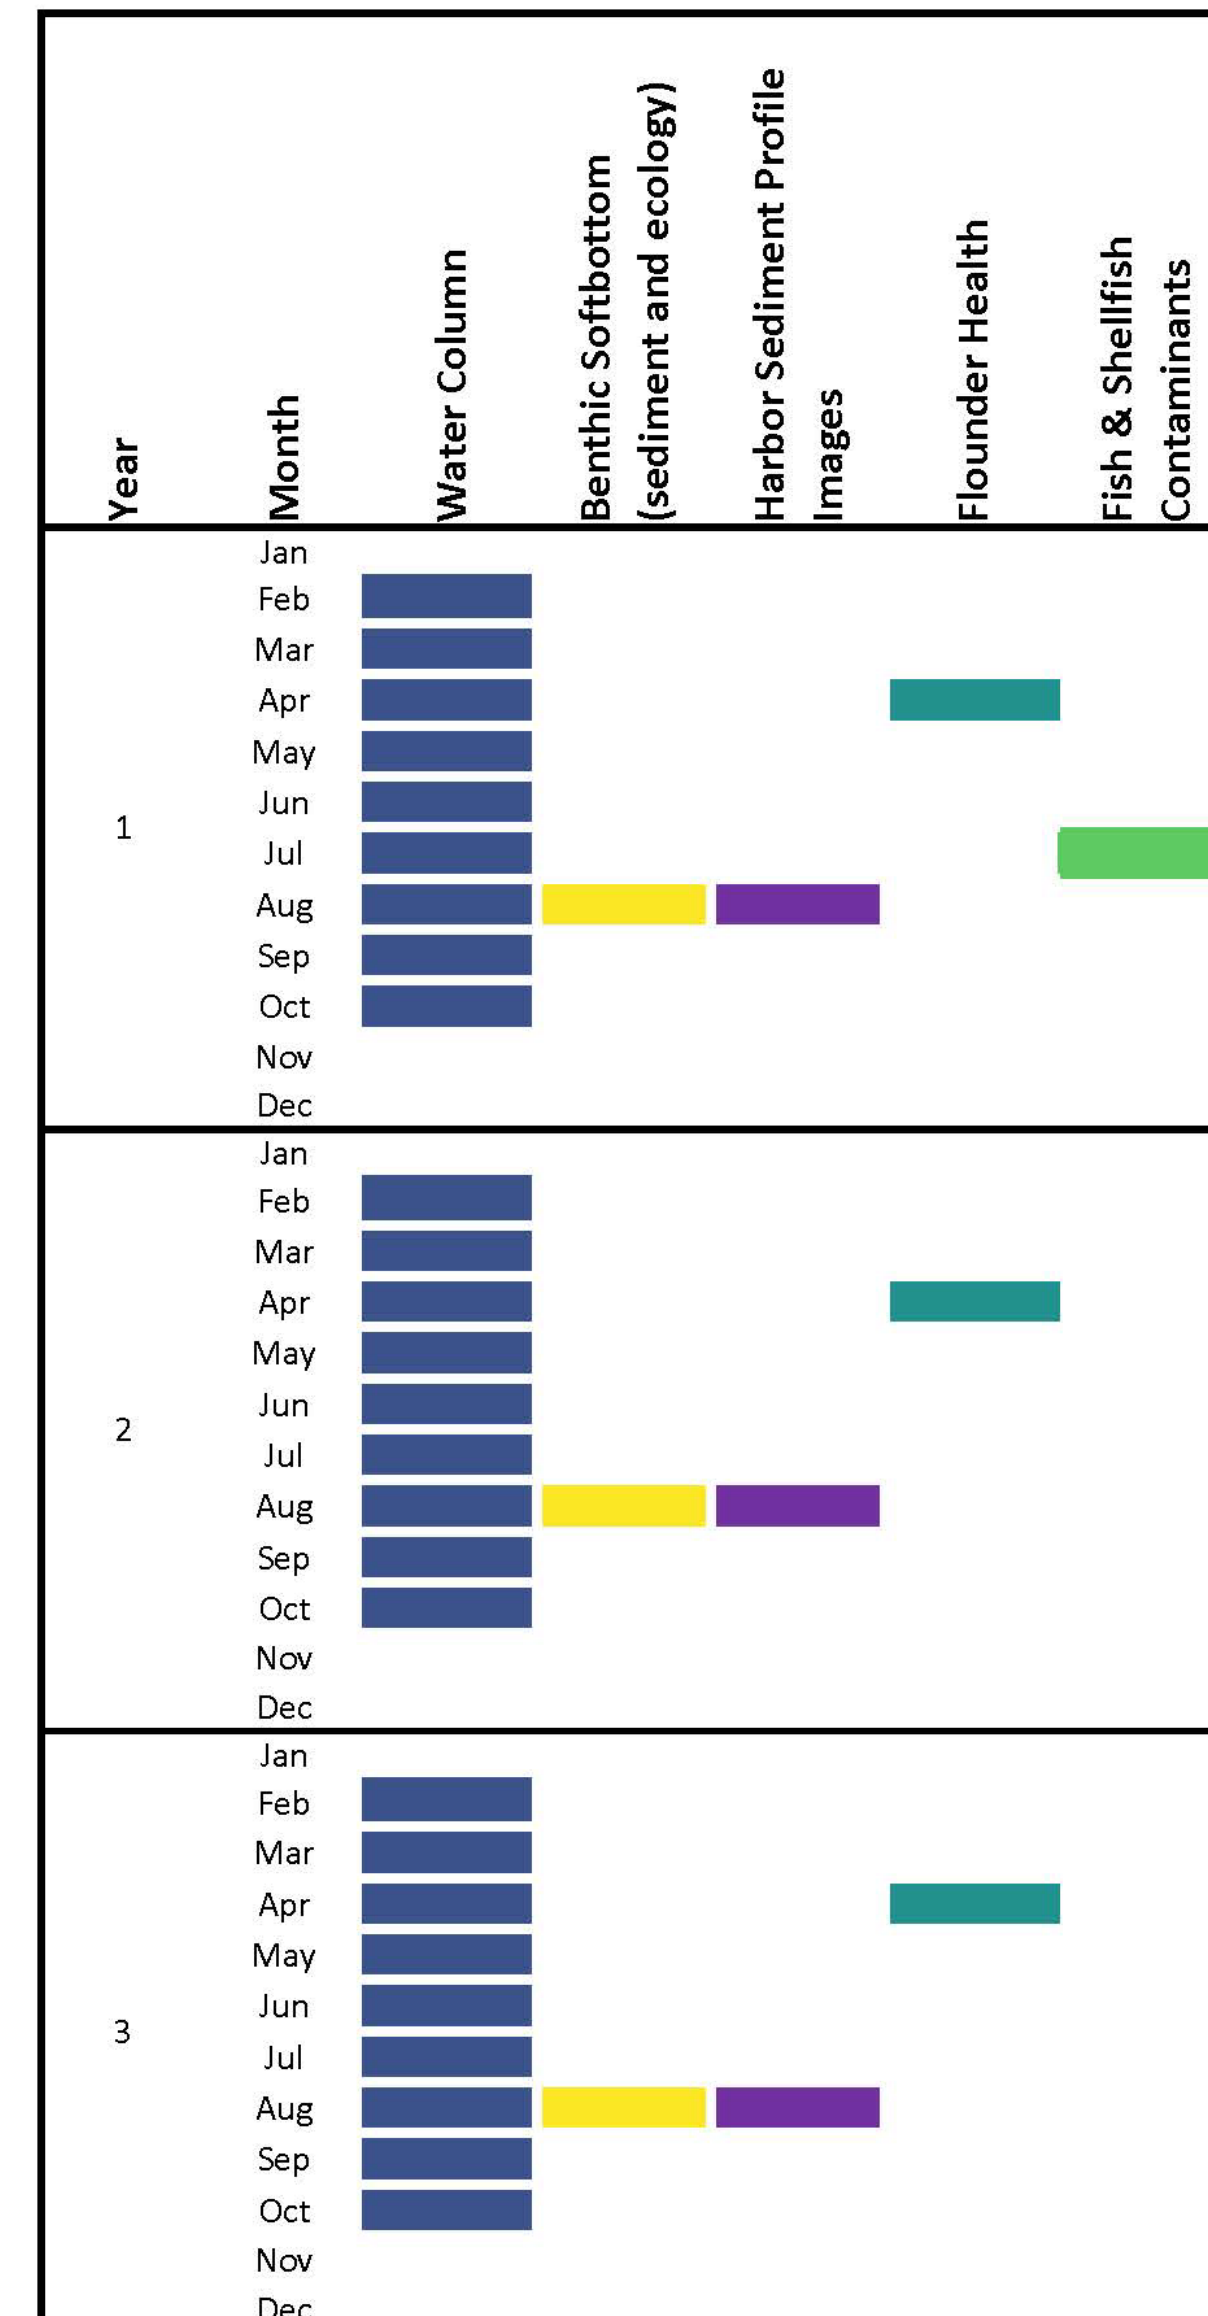 Year
Month
Water Column
Benthic Softbottom
(sediment and ecology)
Harbor Sediment Profile
Images
Flounder Health
Fish & Shellfish
Contaminants
1
Jan
Feb
Mar
Apr
May
Jun
Jul
Aug
Sep
Oct
Nov
Dec
2
Jan
Feb
Mar
Apr
May
Jun
Jul
Aug
Sep
Oct
Nov
Dec
3
Jan
Feb
Mar
Apr
May
Jun
Jul
Aug
Sep
Oct
Nov
Dec